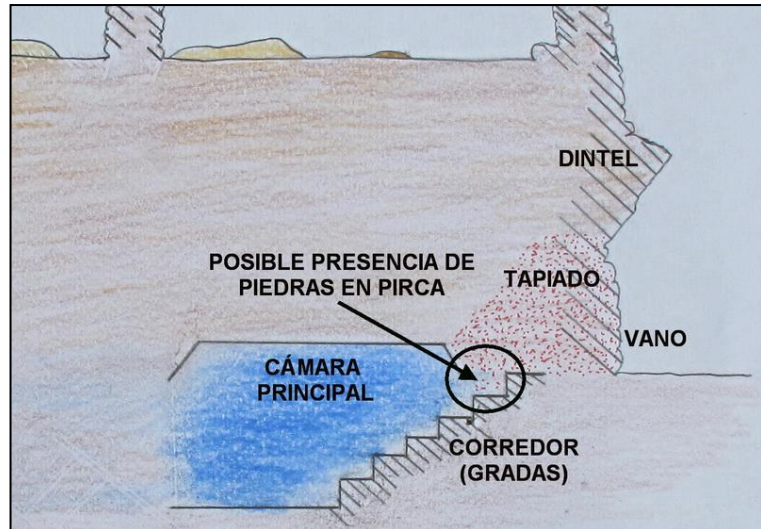 DINTEL
POSIBLE PRESENCIA DE
PIEDRAS EN PIRCA
TAPIADO
VANO
CÁMARA
PRINCIPAL
CORREDOR
(GRADAS)